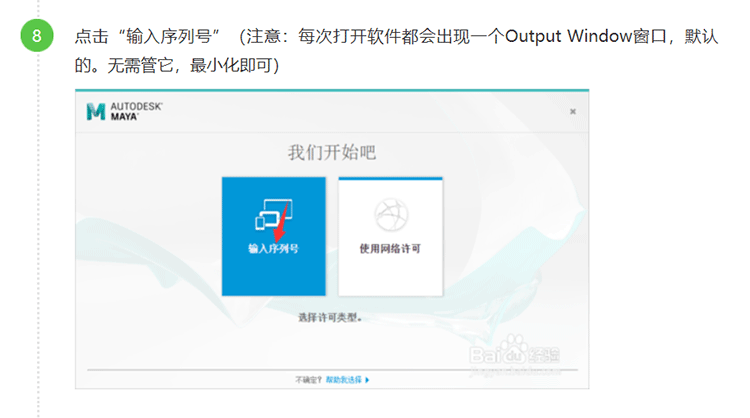 8
点击“输入序列号”（注意：每次打开软件都会出现一个Output Window窗口，默认
的。无需管它，最小化即可）
AUTODESK®
MAYA®
我们开始吧
输入序列号
使用网络许可
选择许可类型。
Baidu经验
jingyan.baidu.com
不确定? 帮助我选择